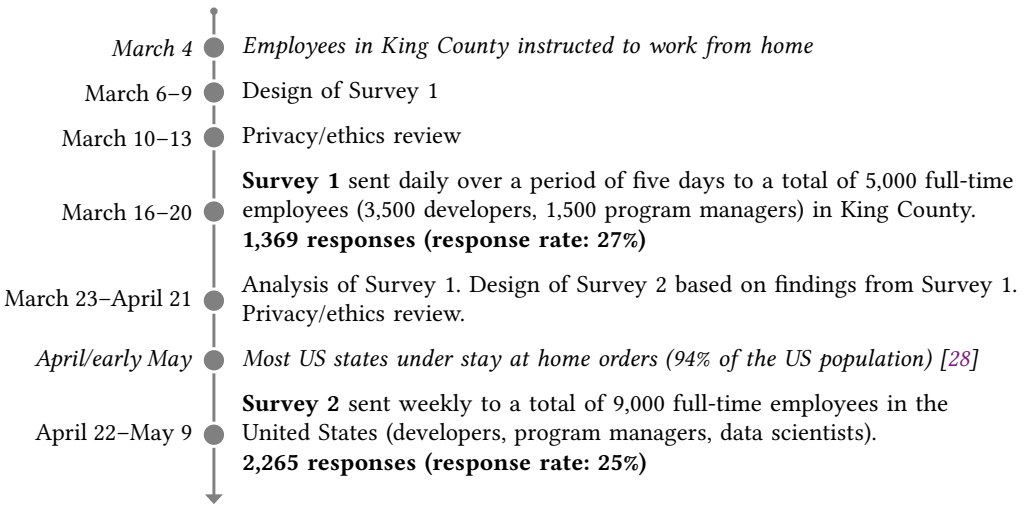 March 4 Employees in King County instructed to work from home
March 6–9 Design of Survey 1
March 10–13 Privacy/ethics review
Survey 1 sent daily over a period of five days to a total of 5,000 full-time
March 16–20 employees (3,500 developers, 1,500 program managers) in King County.
1,369 responses (response rate: 27%)
March 23–April 21 Analysis of Survey 1. Design of Survey 2 based on findings from Survey 1.
Privacy/ethics review.
April/early May Most US states under stay at home orders (94% of the US population) [28]
Survey 2 sent weekly to a total of 9,000 full-time employees in the
April 22–May 9 United States (developers, program managers, data scientists).
2,265 responses (response rate: 25%)